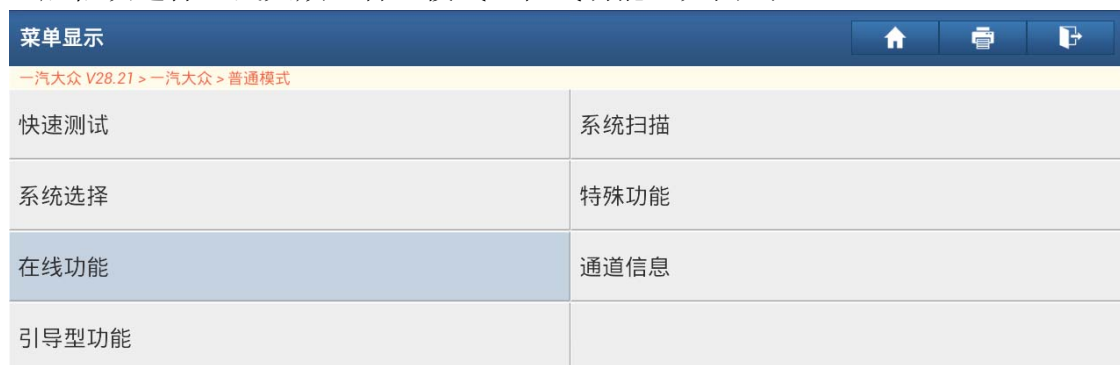 菜单显示
一汽大众 V28.21 > 一汽大众 > 普通模式
快速测试 系统扫描
系统选择 特殊功能
在线功能 通道信息
引导型功能